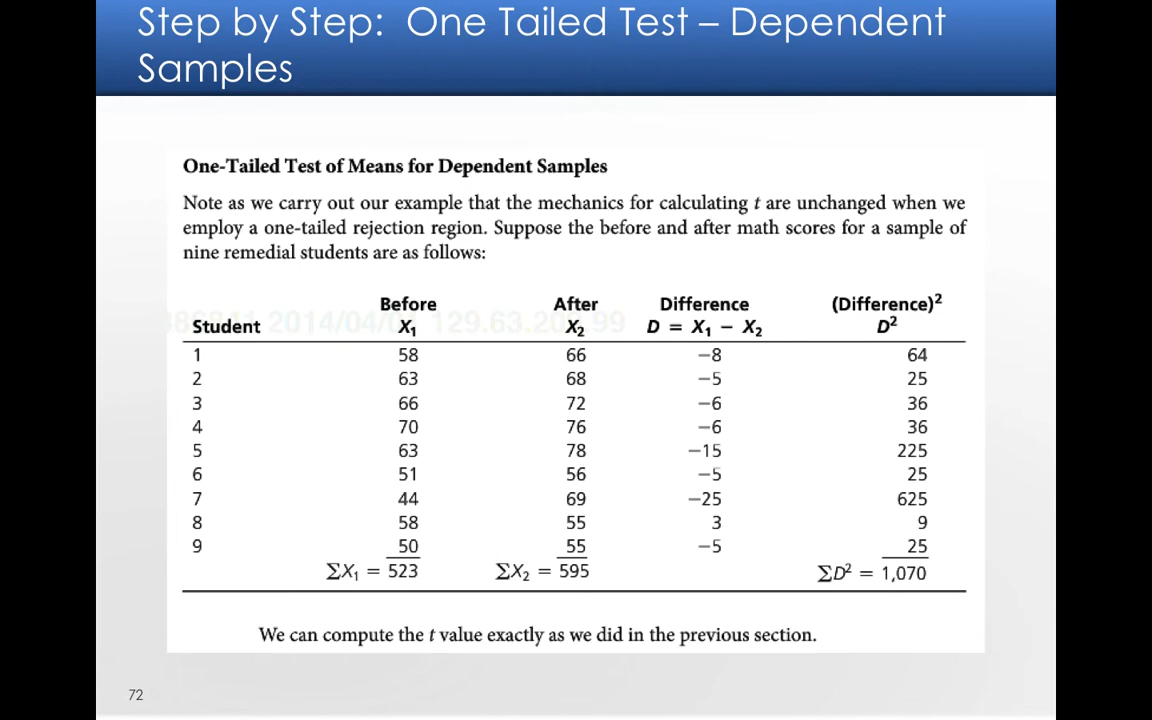 Step by Step: One Tailed Test – Dependent
Samples
One-Tailed Test of Means for Dependent Samples
Note as we carry out our example that the mechanics for calculating t are unchanged when we
employ a one-tailed rejection region. Suppose the before and after math scores for a sample of
nine remedial students are as follows:
Before After Difference (Difference)²
Student X₁ X₂ D = X₁ − X₂ D²
1 58 66 −8 64
2 63 68 −5 25
3 66 72 −6 36
4 70 76 −6 36
5 63 78 −15 225
6 51 56 −5 25
7 44 69 −25 625
8 58 55 3 9
9 50 55 −5 25
ΣX₁ = 523 ΣX₂ = 595 ΣD² = 1,070
We can compute the t value exactly as we did in the previous section.
72